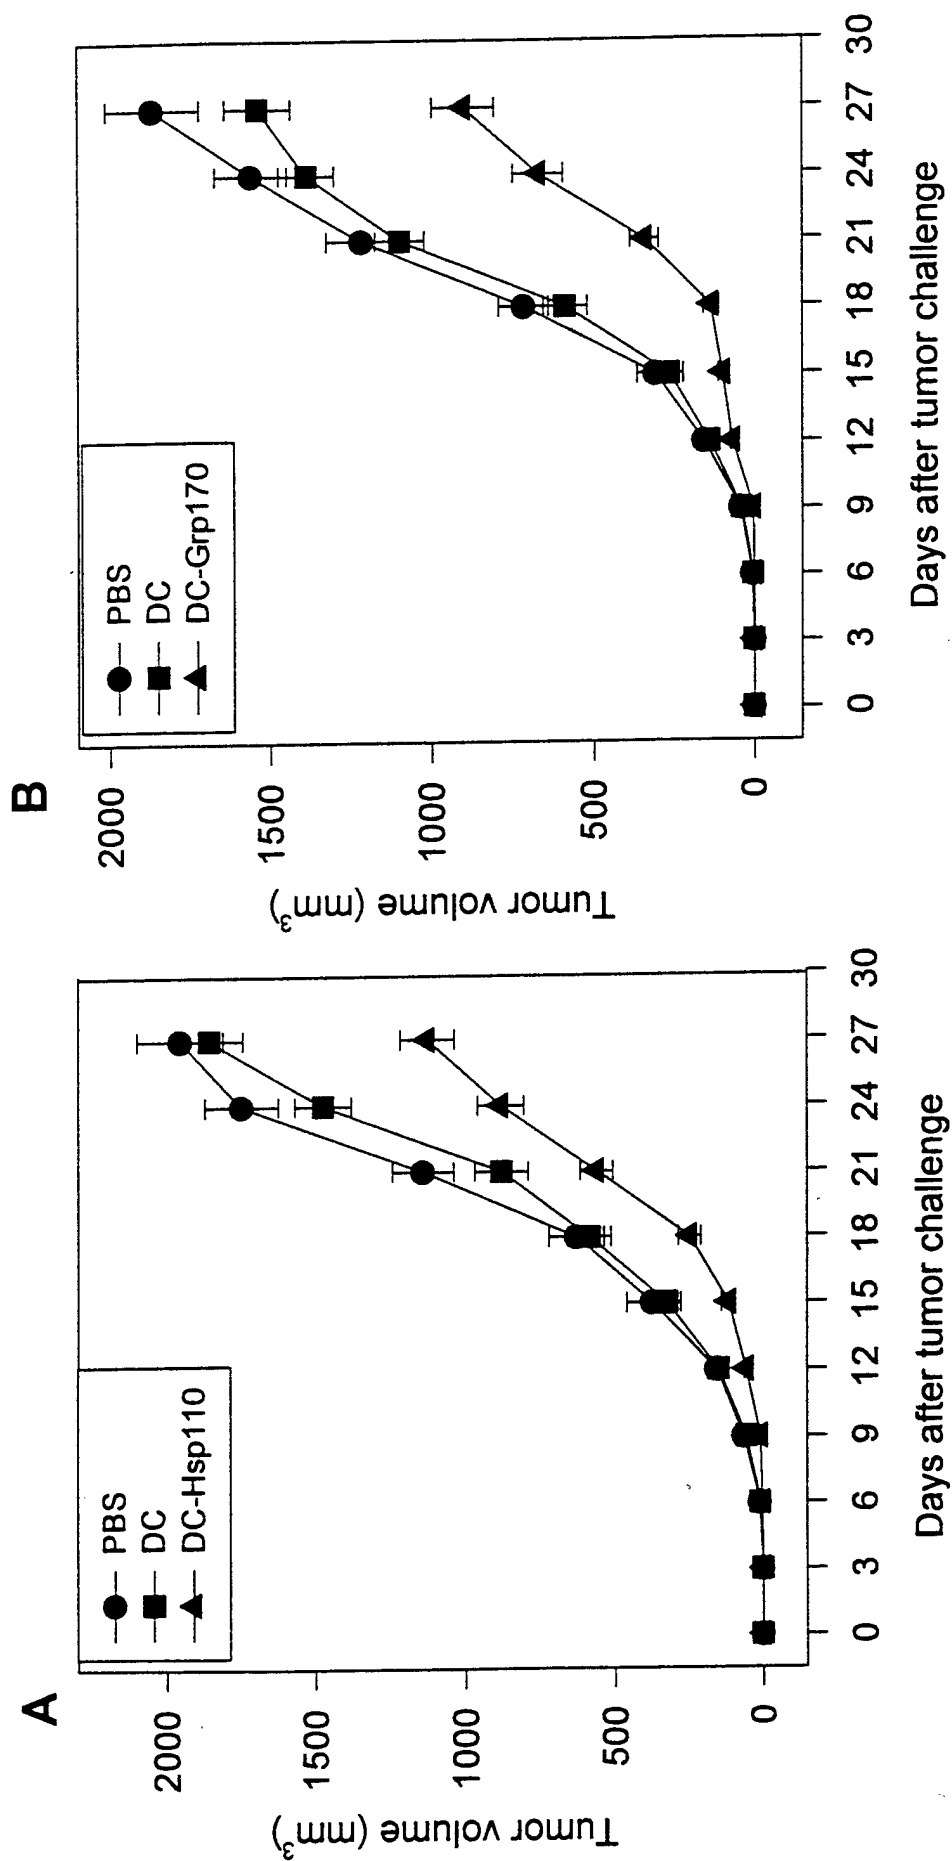 A
Tumor volume (mm³)
2000
1500
1000
500
0
PBS
DC
DC-Hsp110
0 3 6 9 12 15 18 21 24 27 30
Days after tumor challenge
B
Tumor volume (mm³)
2000
1500
1000
500
0
PBS
DC
DC-Grp170
0 3 6 9 12 15 18 21 24 27 30
Days after tumor challenge